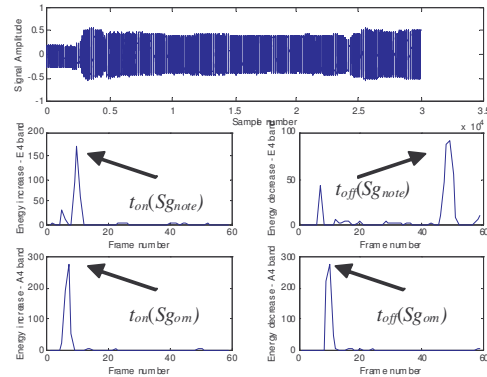 Signal Amplitude
1
0.5
0
-0.5
-1
0 0.5 1 1.5 2 2.5 3 3.5
Sample number
x 10^4
Energy increase - E4 band
200
150
100
50
0
t_on(Sg_note)
0 20 40 60
Frame number
Energy decrease - E4 band
100
50
0
t_off(Sg_note)
0 20 40 60
Frame number
Energy increase - A4 band
300
200
100
0
t_on(Sg_om)
0 20 40 60
Frame number
Energy decrease - A4 band
300
200
100
0
t_off(Sg_om)
0 20 40 60
Frame number